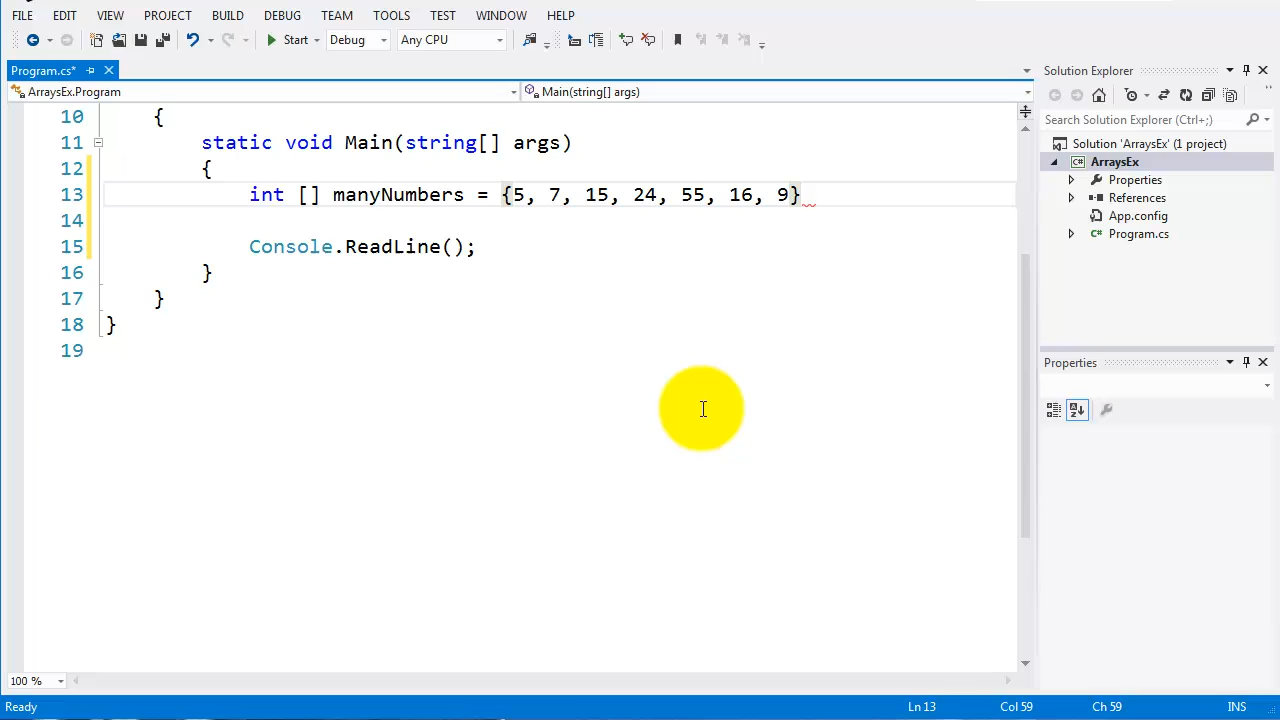 FILE EDIT VIEW PROJECT BUILD DEBUG TEAM TOOLS TEST WINDOW HELP
Start Debug Any CPU
Program.cs* Solution Explorer
ArraysEx.Program Main(string[] args)
Search Solution Explorer (Ctrl+;)
Solution 'ArraysEx' (1 project)
ArraysEx
Properties
References
App.config
Program.cs
10 {
11 static void Main(string[] args)
12 {
13 int [] manyNumbers = {5, 7, 15, 24, 55, 16, 9}
14
15 Console.ReadLine();
16 }
17 }
18 }
19
Properties
100 %
Ready Ln 13 Col 59 Ch 59 INS